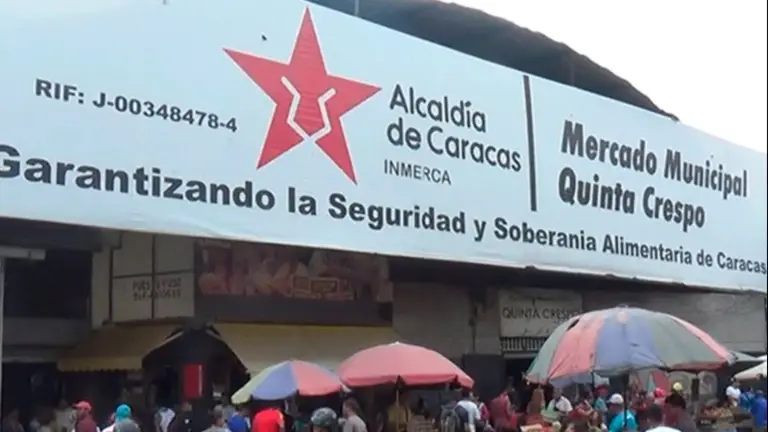 RIF: J-00348478-4
Alcaldía
de Caracas
INMERCA
Mercado Municipal
Quinta Crespo
Garantizando la Seguridad y Soberania Alimentaria de Caracas
QUINTA CRESPO